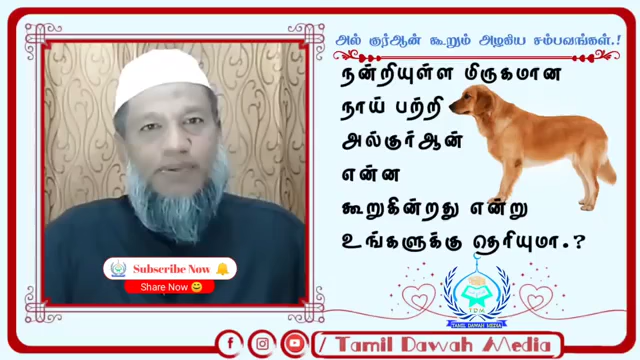 அல் குர்ஆன் கூறும் அழகிய சம்பவங்கள்.!
நன்றியுள்ள மிருகமான
நாய் பற்றி
அல்குர்ஆன்
என்ன
கூறுகின்றது என்று
உங்களுக்கு தெரியுமா.?
Subscribe Now
Share Now
TDM
TAMIL DAWAH MEDIA
/ Tamil Dawah Media